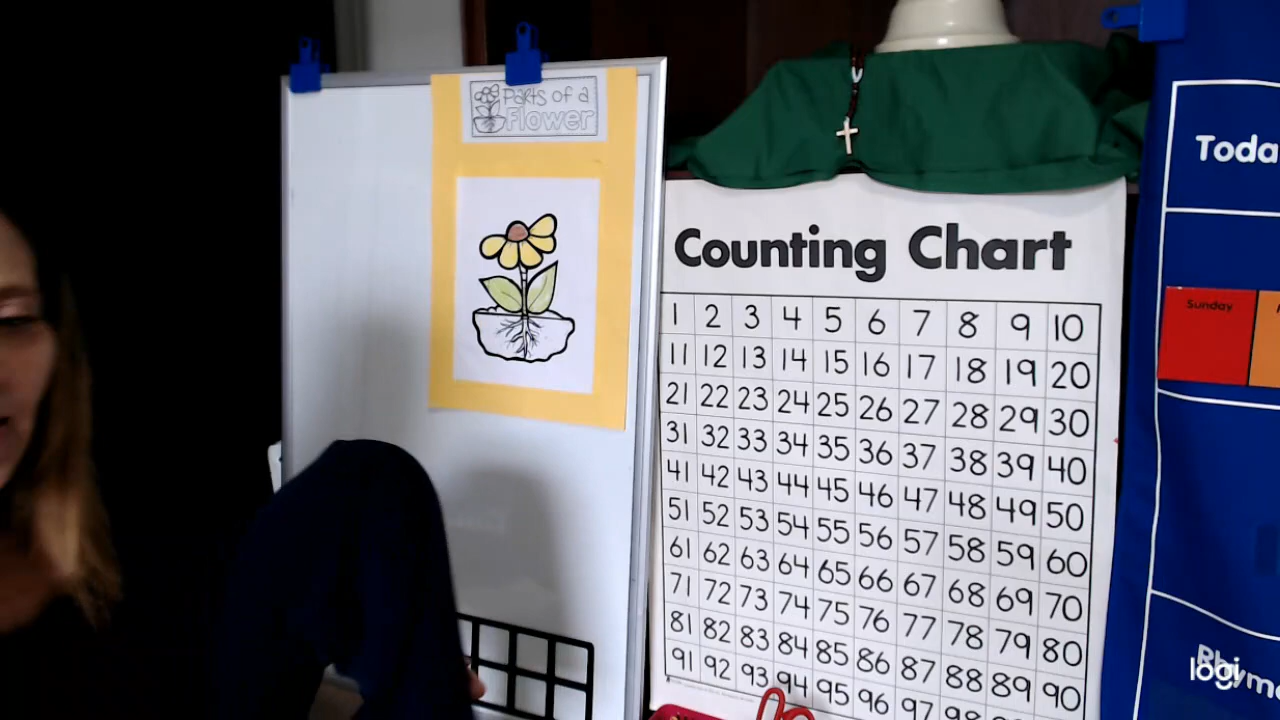 Parts of a
Flower
Counting Chart
1 2 3 4 5 6 7 8 9 10
11 12 13 14 15 16 17 18 19 20
21 22 23 24 25 26 27 28 29 30
31 32 33 34 35 36 37 38 39 40
41 42 43 44 45 46 47 48 49 50
51 52 53 54 55 56 57 58 59 60
61 62 63 64 65 66 67 68 69 70
71 72 73 74 75 76 77 78 79 80
81 82 83 84 85 86 87 88 89 90
91 92 93 94 95 96 97 98
Toda
Sunday
logi